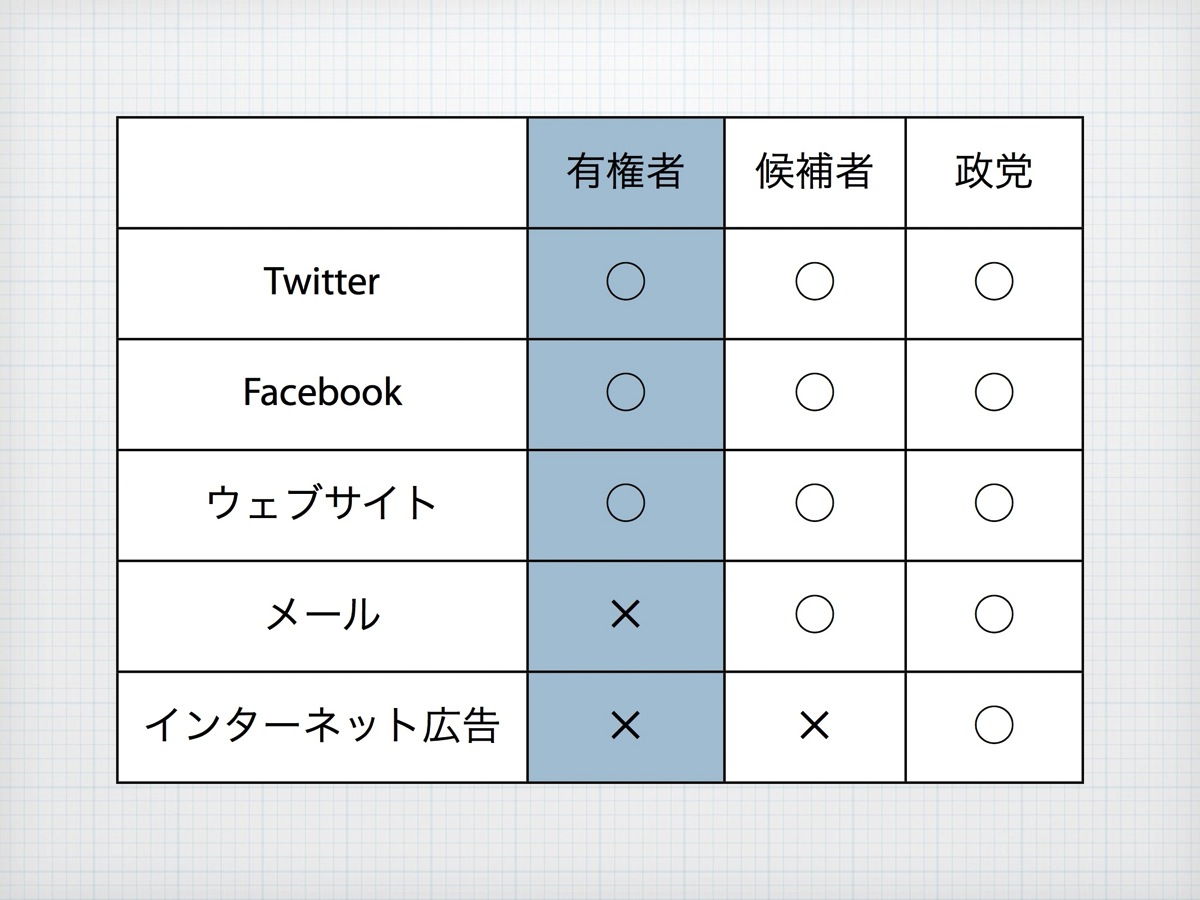 有権者 候補者 政党
Twitter ○ ○ ○
Facebook ○ ○ ○
ウェブサイト ○ ○ ○
メール × ○ ○
インターネット広告 × × ○